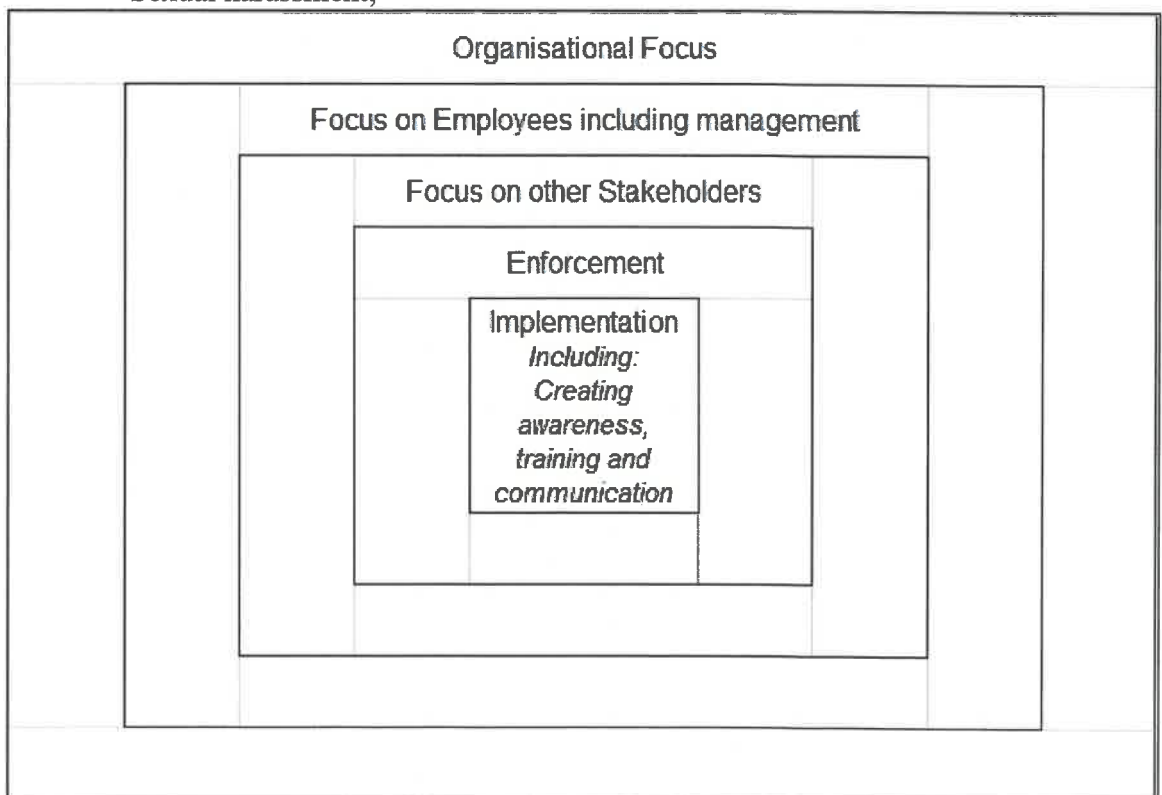 Organisational Focus
Focus on Employees including management
Focus on other Stakeholders
Enforcement
Implementation
Including:
Creating
awareness,
training and
communication